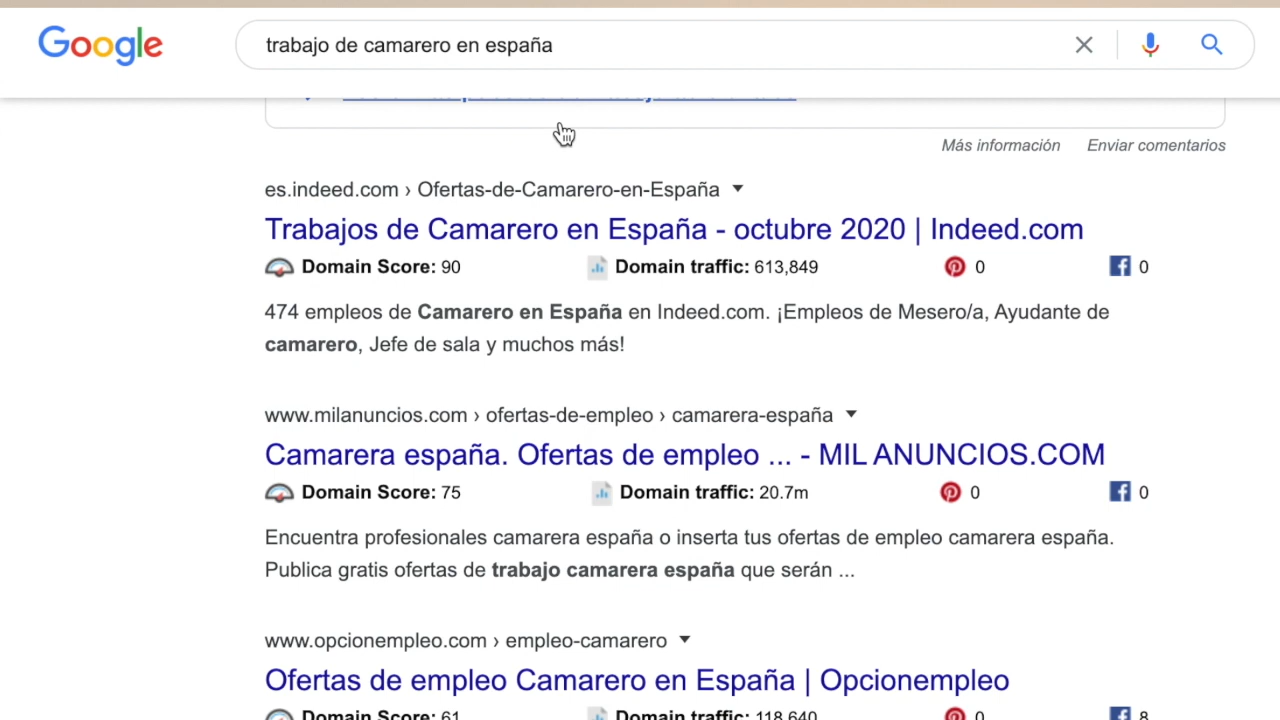 Google
trabajo de camarero en españa
Más información Enviar comentarios
es.indeed.com › Ofertas-de-Camarero-en-España
Trabajos de Camarero en España - octubre 2020 | Indeed.com
Domain Score: 90 Domain traffic: 613,849 0 0
474 empleos de Camarero en España en Indeed.com. ¡Empleos de Mesero/a, Ayudante de
camarero, Jefe de sala y muchos más!
www.milanuncios.com › ofertas-de-empleo › camarera-españa
Camarera españa. Ofertas de empleo ... - MIL ANUNCIOS.COM
Domain Score: 75 Domain traffic: 20.7m 0 0
Encuentra profesionales camarera españa o inserta tus ofertas de empleo camarera españa.
Publica gratis ofertas de trabajo camarera españa que serán ...
www.opcionempleo.com › empleo-camarero
Ofertas de empleo Camarero en España | Opcionempleo
Domain Score: 61 Domain traffic: 118,640 0 8